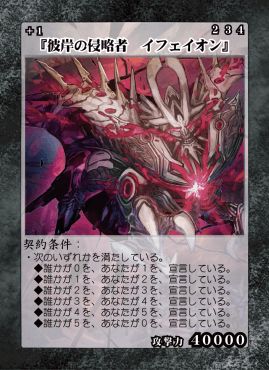 +1
2 3 4
『彼岸の侵略者　イフェイオン』
契約条件：
・次のいずれかを満たしている。
◆誰かが0を、あなたが1を、宣言している。
◆誰かが1を、あなたが2を、宣言している。
◆誰かが2を、あなたが3を、宣言している。
◆誰かが3を、あなたが4を、宣言している。
◆誰かが4を、あなたが5を、宣言している。
◆誰かが5を、あなたが0を、宣言している。
攻撃力 40000